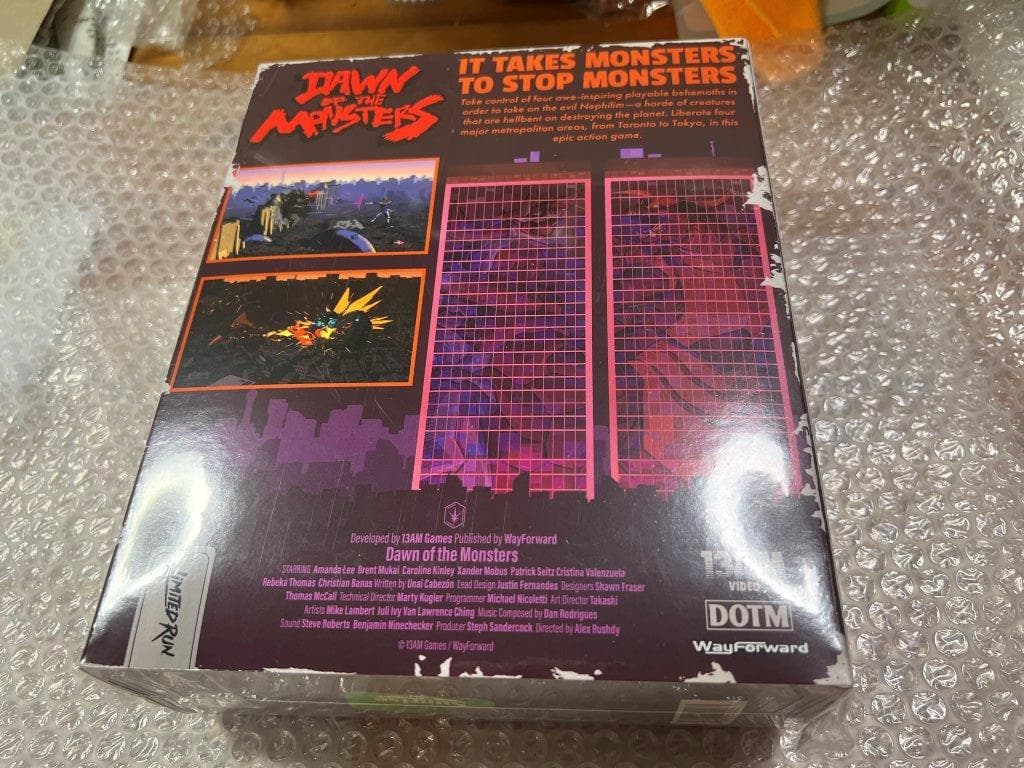 DAWN
OF THE
MONSTERS
IT TAKES MONSTERS
TO STOP MONSTERS
Take control of four awe-inspiring playable behemoths in
order to take on the evil Nephilim—a horde of creatures
that are hellbent on destroying the planet. Liberate four
major metropolitan areas, from Toronto to Tokyo, in this
epic action game.
Developed by 13AM Games Published by WayForward
Dawn of the Monsters
STARRING Amanda Lee Brent Mukai Caroline Kinley Xander Mobus Patrick Seitz Cristina Valenzuela
Rebeka Thomas Christian Banas Written by Unai Cabezón Lead Design Justin Fernandes Designers Shawn Fraser
Thomas McCall Technical Director Marty Kugler Programmer Michael Nicoletti Art Director Takashi
Artists Mike Lambert Juli Ivy Van Lawrence Ching Music Composed by Dan Rodrigues
Sound Steve Roberts Benjamin Ninechecker Producer Steph Sandercock Directed by Alex Rushdy
© 13AM Games / WayForward
LIMITED RUN
13AM
DOTM
WayForward